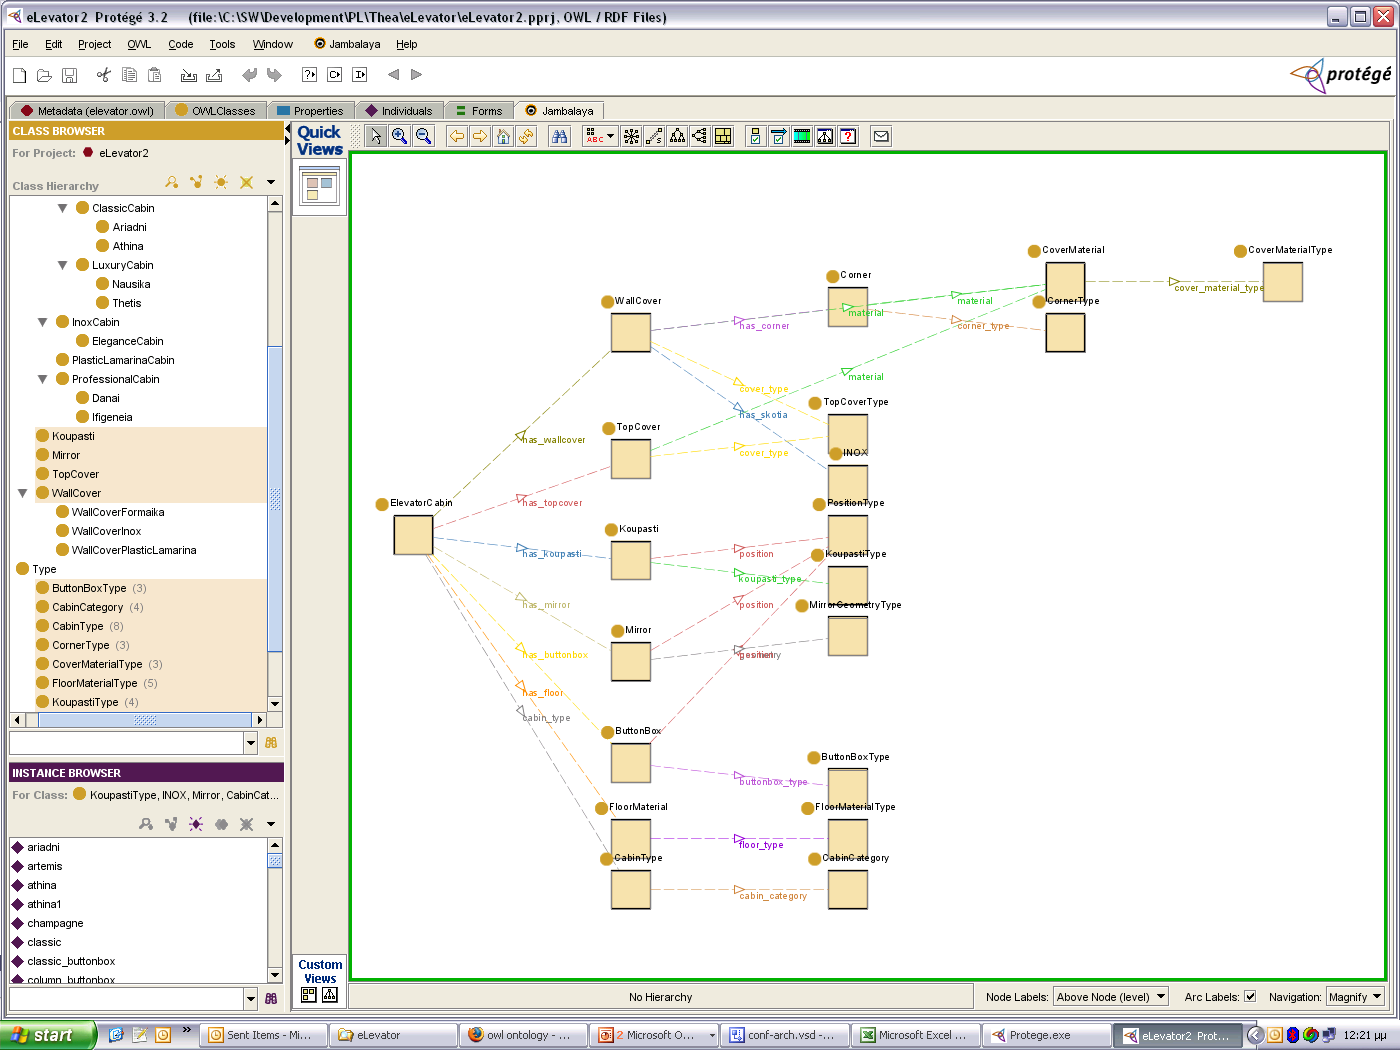 eLevator2 Protégé 3.2 (file:\C:\SW\Development\PL\Thea\eLevator\eLevator2.pprj, OWL / RDF Files)
File Edit Project OWL Code Tools Window Jambalaya Help
protégé
Metadata (elevator.owl) OWLClasses Properties Individuals Forms Jambalaya
CLASS BROWSER
For Project: eLevator2
Class Hierarchy
ClassicCabin
Ariadni
Athina
LuxuryCabin
Nausika
Thetis
InoxCabin
EleganceCabin
PlasticLamarinaCabin
ProfessionalCabin
Danai
Ifigeneia
Koupasti
Mirror
TopCover
WallCover
WallCoverFormaika
WallCoverInox
WallCoverPlasticLamarina
Type
ButtonBoxType (3)
CabinCategory (4)
CabinType (8)
CornerType (3)
CoverMaterialType (3)
FloorMaterialType (5)
KoupastiType (4)
INSTANCE BROWSER
For Class: KoupastiType, INOX, Mirror, CabinCat...
ariadni
artemis
athina
athina1
champagne
classic
classic_buttonbox
column_buttonbox
Quick
Views
ABC
Custom
Views
CoverMaterial
CoverMaterialType
Corner
WallCover
CornerType
cover_material_type
material
material
has_corner
corner_type
material
cover_type
TopCoverType
has_skotia
TopCover
has_wallcover
cover_type
INOX
ElevatorCabin
has_topcover
PositionType
Koupasti
has_koupasti
position
KoupastiType
koupasti_type
has_mirror
position
MirrorGeometryType
Mirror
has_buttonbox
geometry
position
has_floor
cabin_type
ButtonBox
ButtonBoxType
buttonbox_type
FloorMaterial
FloorMaterialType
floor_type
CabinType
CabinCategory
cabin_category
No Hierarchy
Node Labels: Above Node (level) Arc Labels: Navigation: Magnify
start
Sent Items - Mi...
eLevator
owl ontology - ...
2 Microsoft O...
conf-arch.vsd - ...
Microsoft Excel ...
Protege.exe
eLevator2 Prot...
12:21 μμ